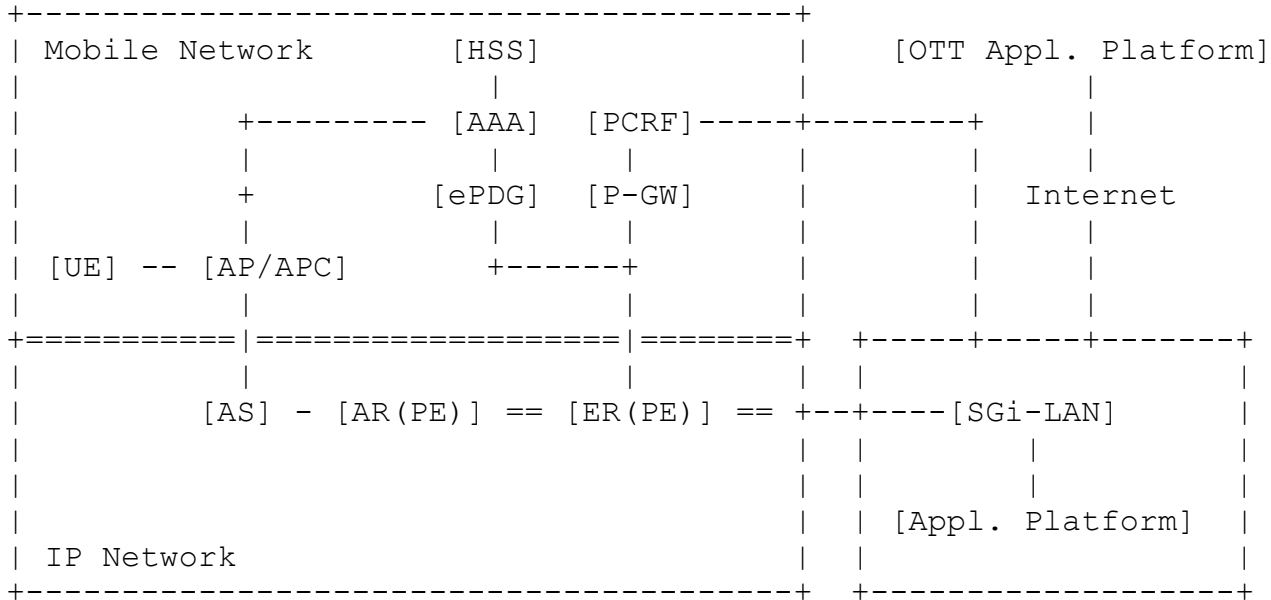 +----------------------------------------+
| Mobile Network       [HSS]             |    [OTT Appl. Platform]
|                        |               |              |
|           +--------- [AAA]  [PCRF]-----+--------+     |
|           |            |      |        |        |     |
|           +         [ePDG]  [P-GW]     |        |  Internet
|           |            |      |        |        |     |
| [UE] -- [AP/APC]       +------+        |        |     |
|           |                   |        |        |     |
+===========|===================|========+  +-----+-----+-------+
|           |                   |        |  |                   |
|         [AS] - [AR(PE)] == [ER(PE)] == +--+----[SGi-LAN]      |
|                                        |  |        |          |
|                                        |  |        |          |
|                                        |  | [Appl. Platform]  |
| IP Network                             |  |                   |
+----------------------------------------+  +-------------------+